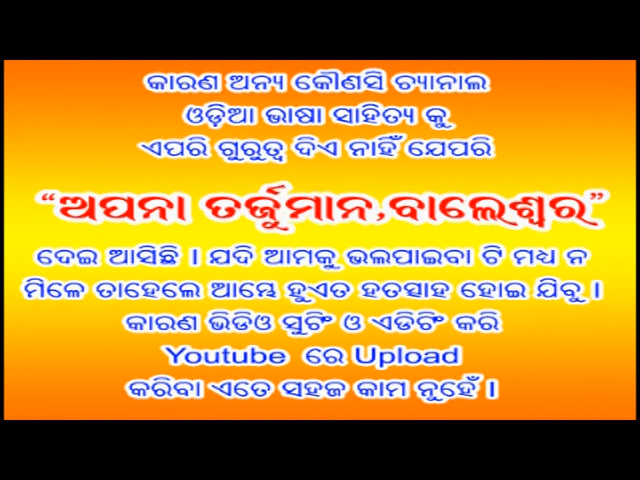 କାରଣ ଅନ୍ୟ କୌଣସି ଚ୍ୟାନାଲ
ଓଡ଼ିଆ ଭାଷା ସାହିତ୍ୟ କୁ
ଏପରି ଗୁରୁତ୍ୱ ଦିଏ ନାହିଁ ଯେପରି
“ଅପନା ତର୍ଜୁମାନ,ବାଲେଶ୍ୱର”
ଦେଇ ଆସିଛି । ଯଦି ଆମକୁ ଭଲପାଇବା ଟି ମଧ୍ୟ ନ
ମିଳେ ତାହେଲେ ଆମ୍ଭେ ହୁଏତ ହତତ୍ସାହ ହୋଇ ଯିବୁ ।
କାରଣ ଭିଡିଓ ସୁଟିଂ ଓ ଏଡିଟିଂ କରି
Youtube ରେ Upload
କରିବା ଏତେ ସହଜ କାମ ନୁହେଁ ।